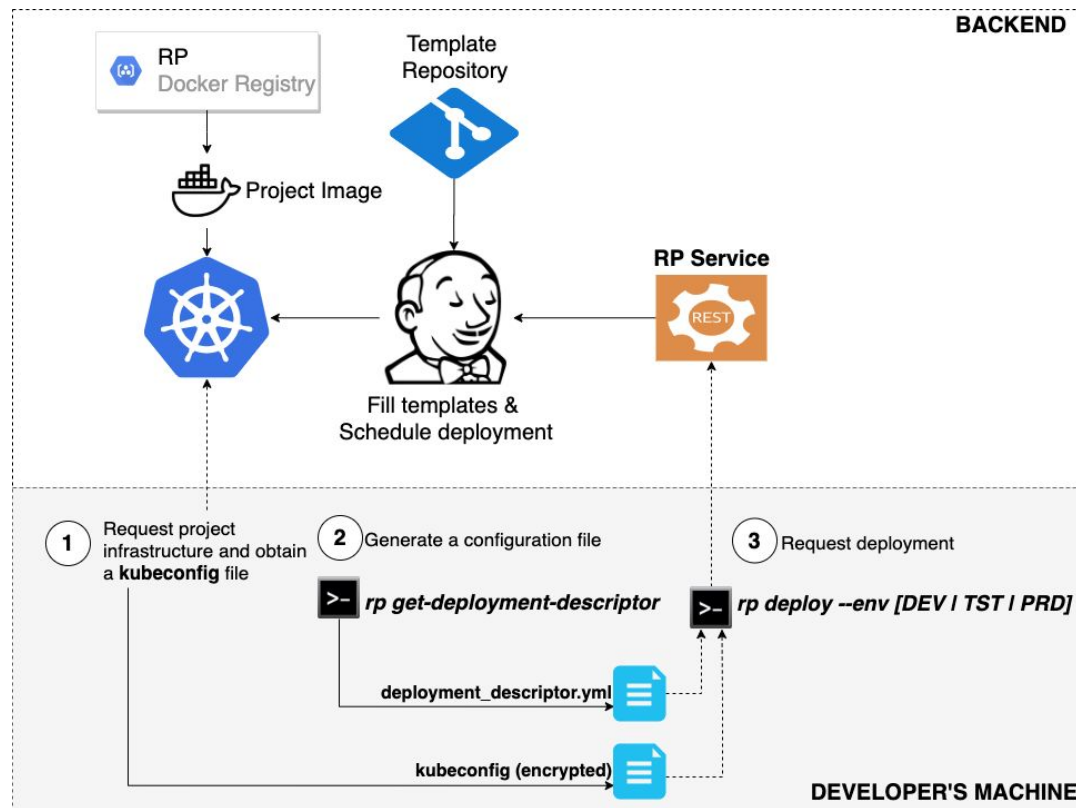 BACKEND
RP
Docker Registry
Template
Repository
Project Image
RP Service
REST
Fill templates &
Schedule deployment
1
Request project
infrastructure and obtain
a kubeconfig file
2
Generate a configuration file
3
Request deployment
>-
rp get-deployment-descriptor
>-
rp deploy --env [DEV I TST I PRD]
deployment_descriptor.yml
kubeconfig (encrypted)
DEVELOPER'S MACHINE